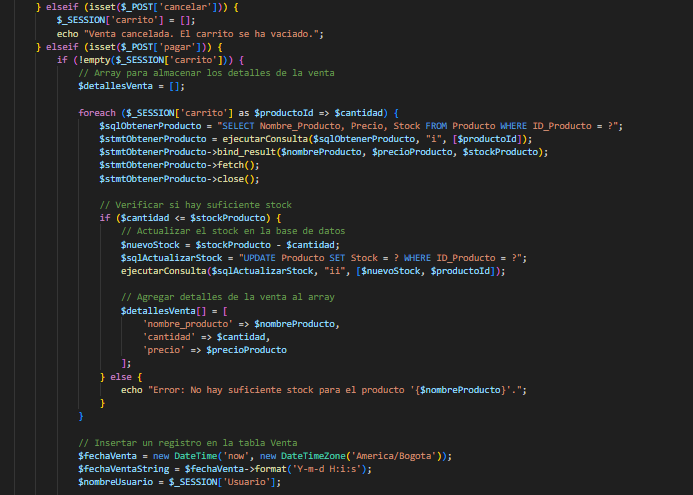 } elseif (isset($_POST['cancelar'])) {
$_SESSION['carrito'] = [];
echo "Venta cancelada. El carrito se ha vaciado.";
} elseif (isset($_POST['pagar'])) {
if (!empty($_SESSION['carrito'])) {
// Array para almacenar los detalles de la venta
$detallesVenta = [];
foreach ($_SESSION['carrito'] as $productoId => $cantidad) {
$sqlObtenerProducto = "SELECT Nombre_Producto, Precio, Stock FROM Producto WHERE ID_Producto = ?";
$stmtObtenerProducto = ejecutarConsulta($sqlObtenerProducto, "i", [$productoId]);
$stmtObtenerProducto->bind_result($nombreProducto, $precioProducto, $stockProducto);
$stmtObtenerProducto->fetch();
$stmtObtenerProducto->close();
// Verificar si hay suficiente stock
if ($cantidad <= $stockProducto) {
// Actualizar el stock en la base de datos
$nuevoStock = $stockProducto - $cantidad;
$sqlActualizarStock = "UPDATE Producto SET Stock = ? WHERE ID_Producto = ?";
ejecutarConsulta($sqlActualizarStock, "ii", [$nuevoStock, $productoId]);
// Agregar detalles de la venta al array
$detallesVenta[] = [
'nombre_producto' => $nombreProducto,
'cantidad' => $cantidad,
'precio' => $precioProducto
];
} else {
echo "Error: No hay suficiente stock para el producto '{$nombreProducto}'.";
}
}
// Insertar un registro en la tabla Venta
$fechaVenta = new DateTime('now', new DateTimeZone('America/Bogota'));
$fechaVentaString = $fechaVenta->format('Y-m-d H:i:s');
$nombreUsuario = $_SESSION['Usuario'];